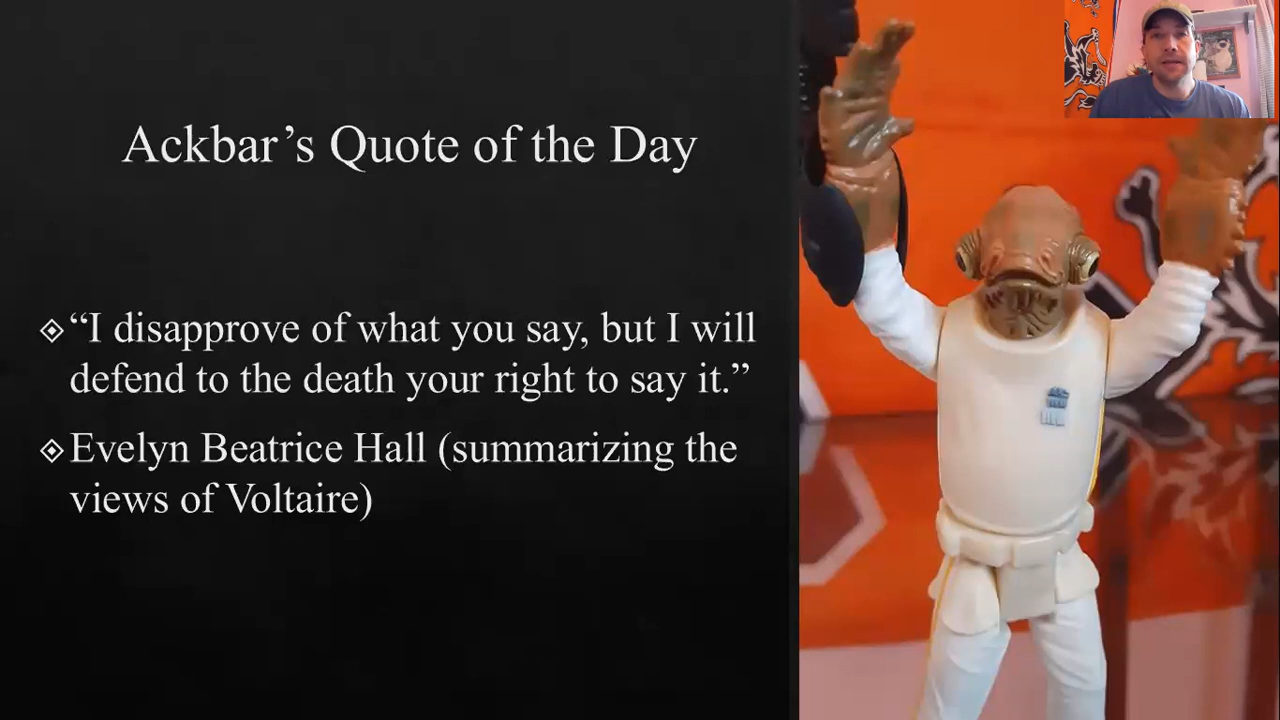 Ackbar’s Quote of the Day
“I disapprove of what you say, but I will
defend to the death your right to say it.”
Evelyn Beatrice Hall (summarizing the
views of Voltaire)